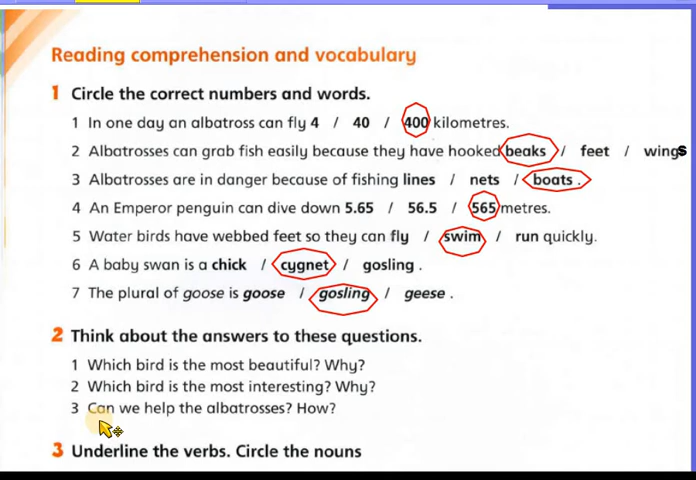 Reading comprehension and vocabulary
1 Circle the correct numbers and words.
1 In one day an albatross can fly 4 / 40 / 400 kilometres.
2 Albatrosses can grab fish easily because they have hooked beaks / feet / wings
3 Albatrosses are in danger because of fishing lines / nets / boats .
4 An Emperor penguin can dive down 5.65 / 56.5 / 565 metres.
5 Water birds have webbed feet so they can fly / swim / run quickly.
6 A baby swan is a chick / cygnet / gosling .
7 The plural of goose is goose / gosling / geese .
2 Think about the answers to these questions.
1 Which bird is the most beautiful? Why?
2 Which bird is the most interesting? Why?
3 Can we help the albatrosses? How?
3 Underline the verbs. Circle the nouns